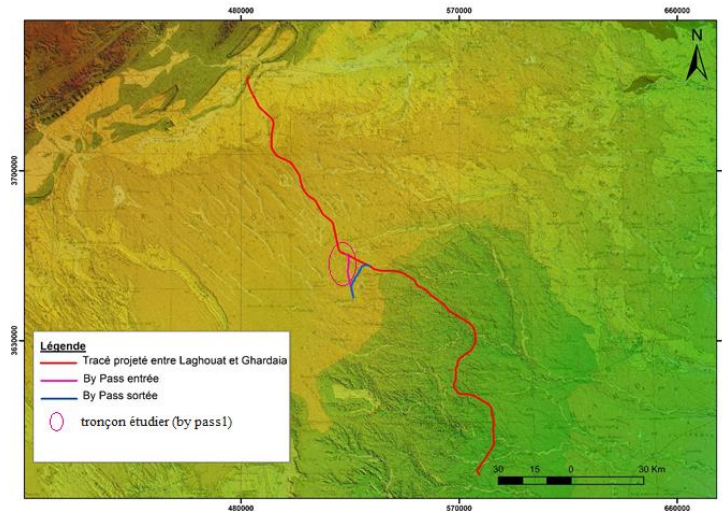 480000 570000 660000
N
3700000
3630000
Légende
Tracé projeté entre Laghouat et Ghardaia
By Pass entrée
By Pass sortée
tronçon étudier (by pass1)
30 15 0 30 Km
480000 570000 660000